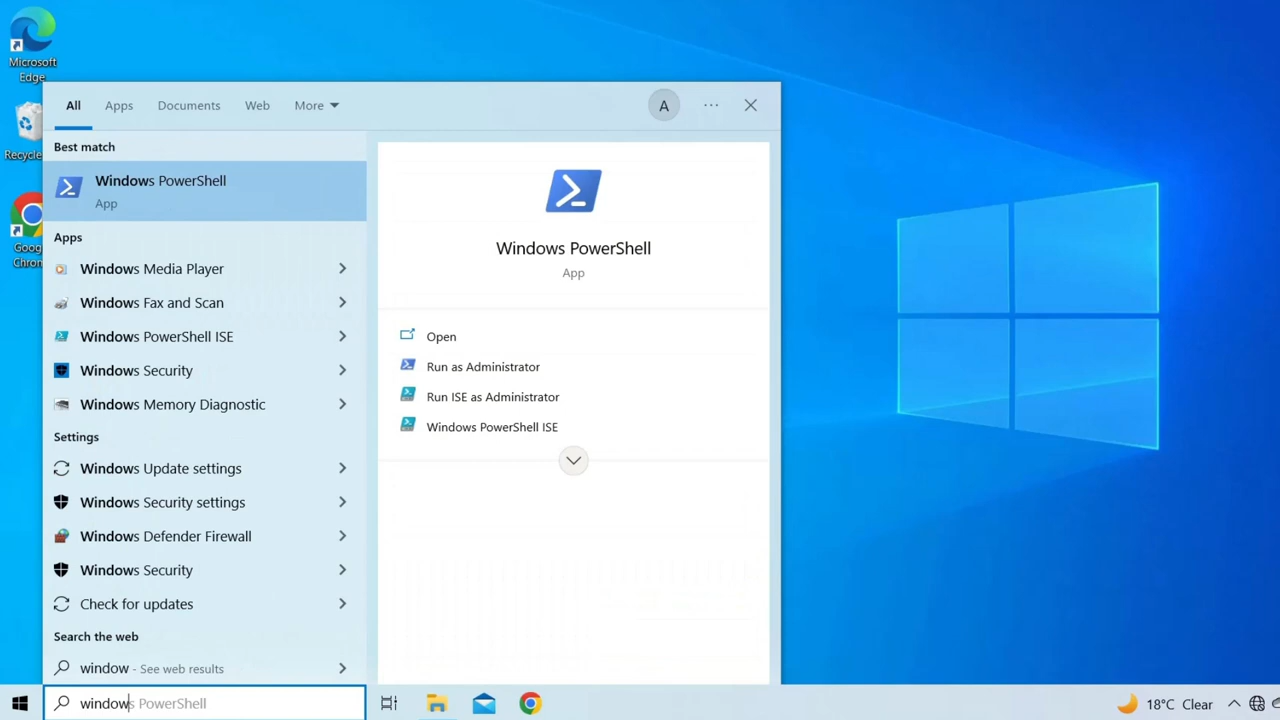 Microsoft
Edge
Recycle
Goog
Chron
All
Apps
Documents
Web
More
A
Best match
Windows PowerShell
App
Apps
Windows Media Player
Windows Fax and Scan
Windows PowerShell ISE
Windows Security
Windows Memory Diagnostic
Settings
Windows Update settings
Windows Security settings
Windows Defender Firewall
Windows Security
Check for updates
Search the web
window - See web results
windows PowerShell
Windows PowerShell
App
Open
Run as Administrator
Run ISE as Administrator
Windows PowerShell ISE
18°C Clear